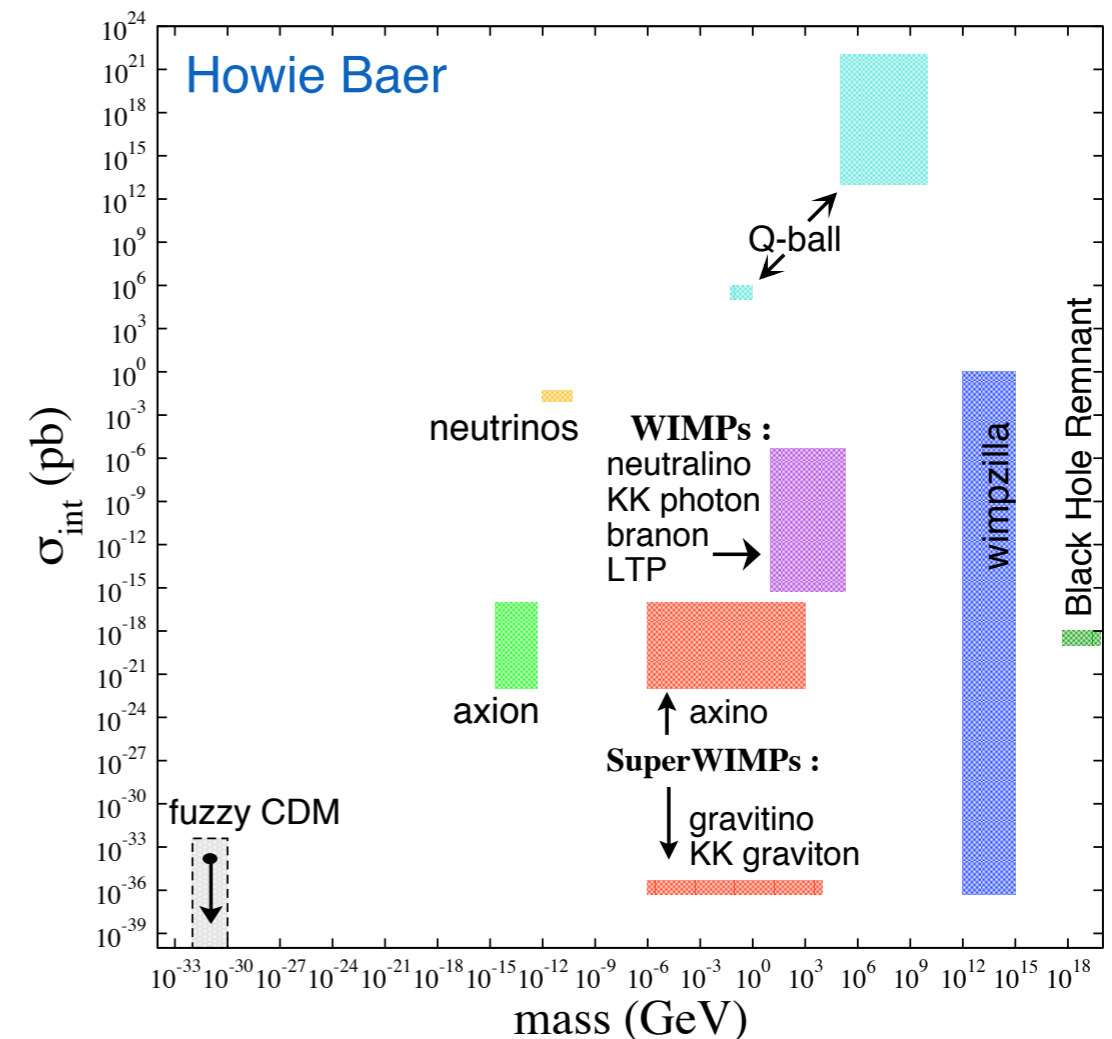 Howie Baer
10^24
10^21
10^18
10^15
10^12
10^9
10^6
10^3
10^0
10^-3
10^-6
10^-9
10^-12
10^-15
10^-18
10^-21
10^-24
10^-27
10^-30
10^-33
10^-36
10^-39
σ_int (pb)
Q-ball
neutrinos
WIMPs :
neutralino
KK photon
branon
LTP
wimpzilla
Black Hole Remnant
axion
axino
SuperWIMPs :
gravitino
KK graviton
fuzzy CDM
10^-33 10^-30 10^-27 10^-24 10^-21 10^-18 10^-15 10^-12 10^-9 10^-6 10^-3 10^0 10^3 10^6 10^9 10^12 10^15 10^18
mass (GeV)